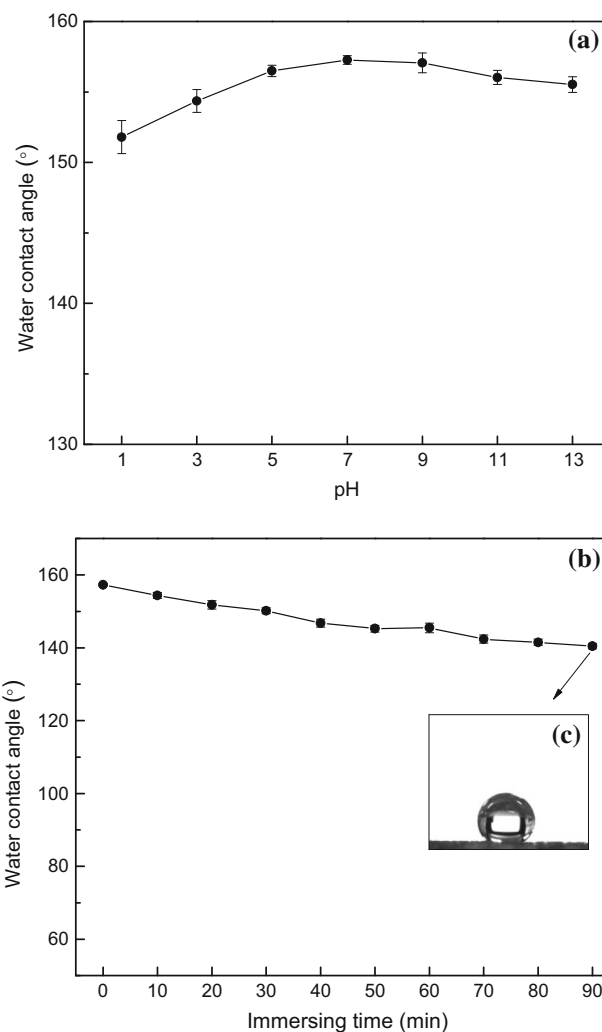 (a)
160
150
140
130
Water contact angle (°)
1 3 5 7 9 11 13
pH
(b)
160
140
120
100
80
60
Water contact angle (°)
(c)
0 10 20 30 40 50 60 70 80 90
Immersing time (min)